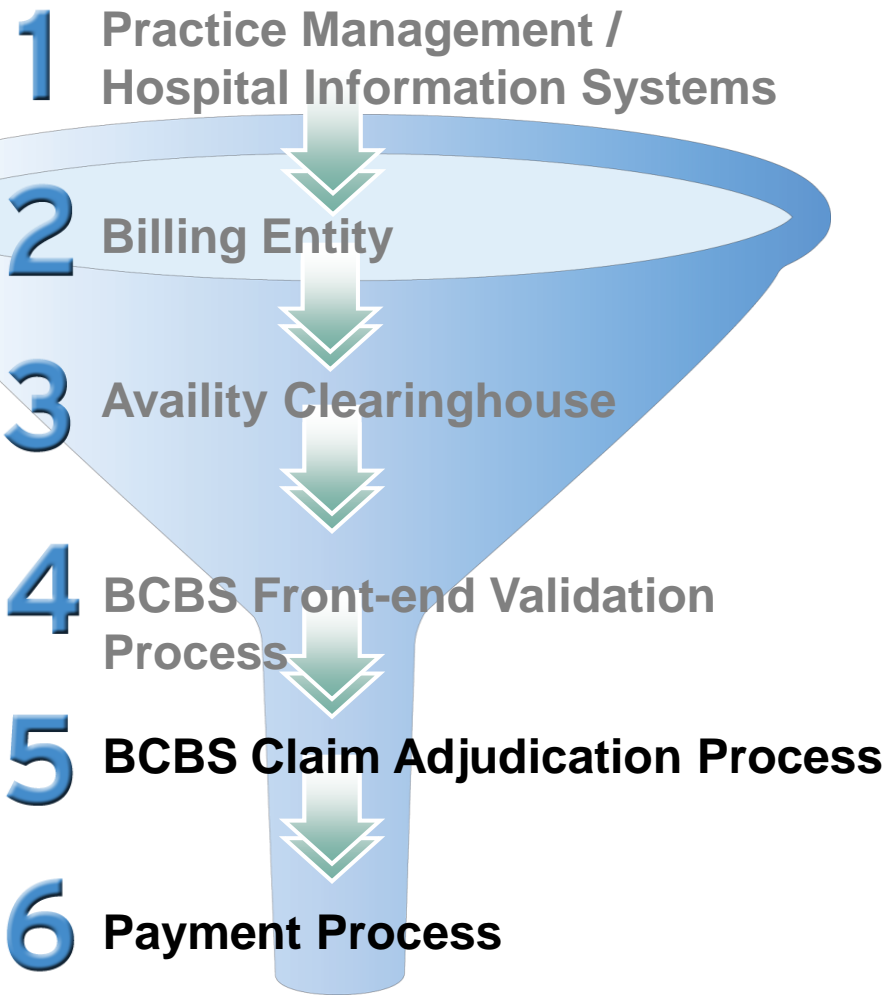 1 Practice Management /
Hospital Information Systems
2 Billing Entity
3 Availity Clearinghouse
4 BCBS Front-end Validation
Process
5 BCBS Claim Adjudication Process
6 Payment Process